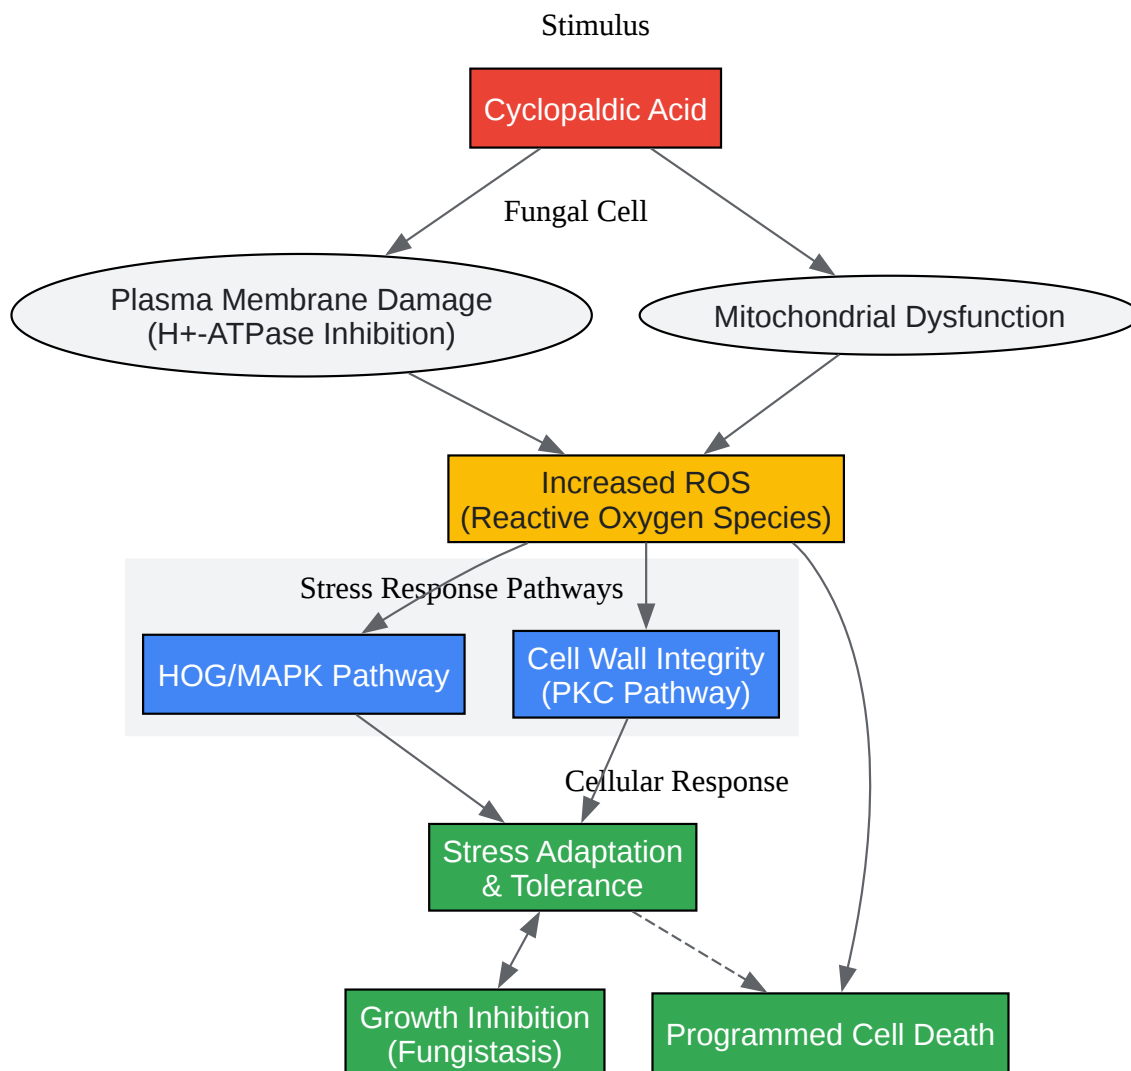 Stimulus
Cyclopaldic Acid
Fungal Cell
Plasma Membrane Damage
(H+-ATPase Inhibition)
Mitochondrial Dysfunction
Increased ROS
(Reactive Oxygen Species)
Stress Response Pathways
HOG/MAPK Pathway
Cell Wall Integrity
(PKC Pathway)
Cellular Response
Stress Adaptation
& Tolerance
Growth Inhibition
(Fungistasis)
Programmed Cell Death